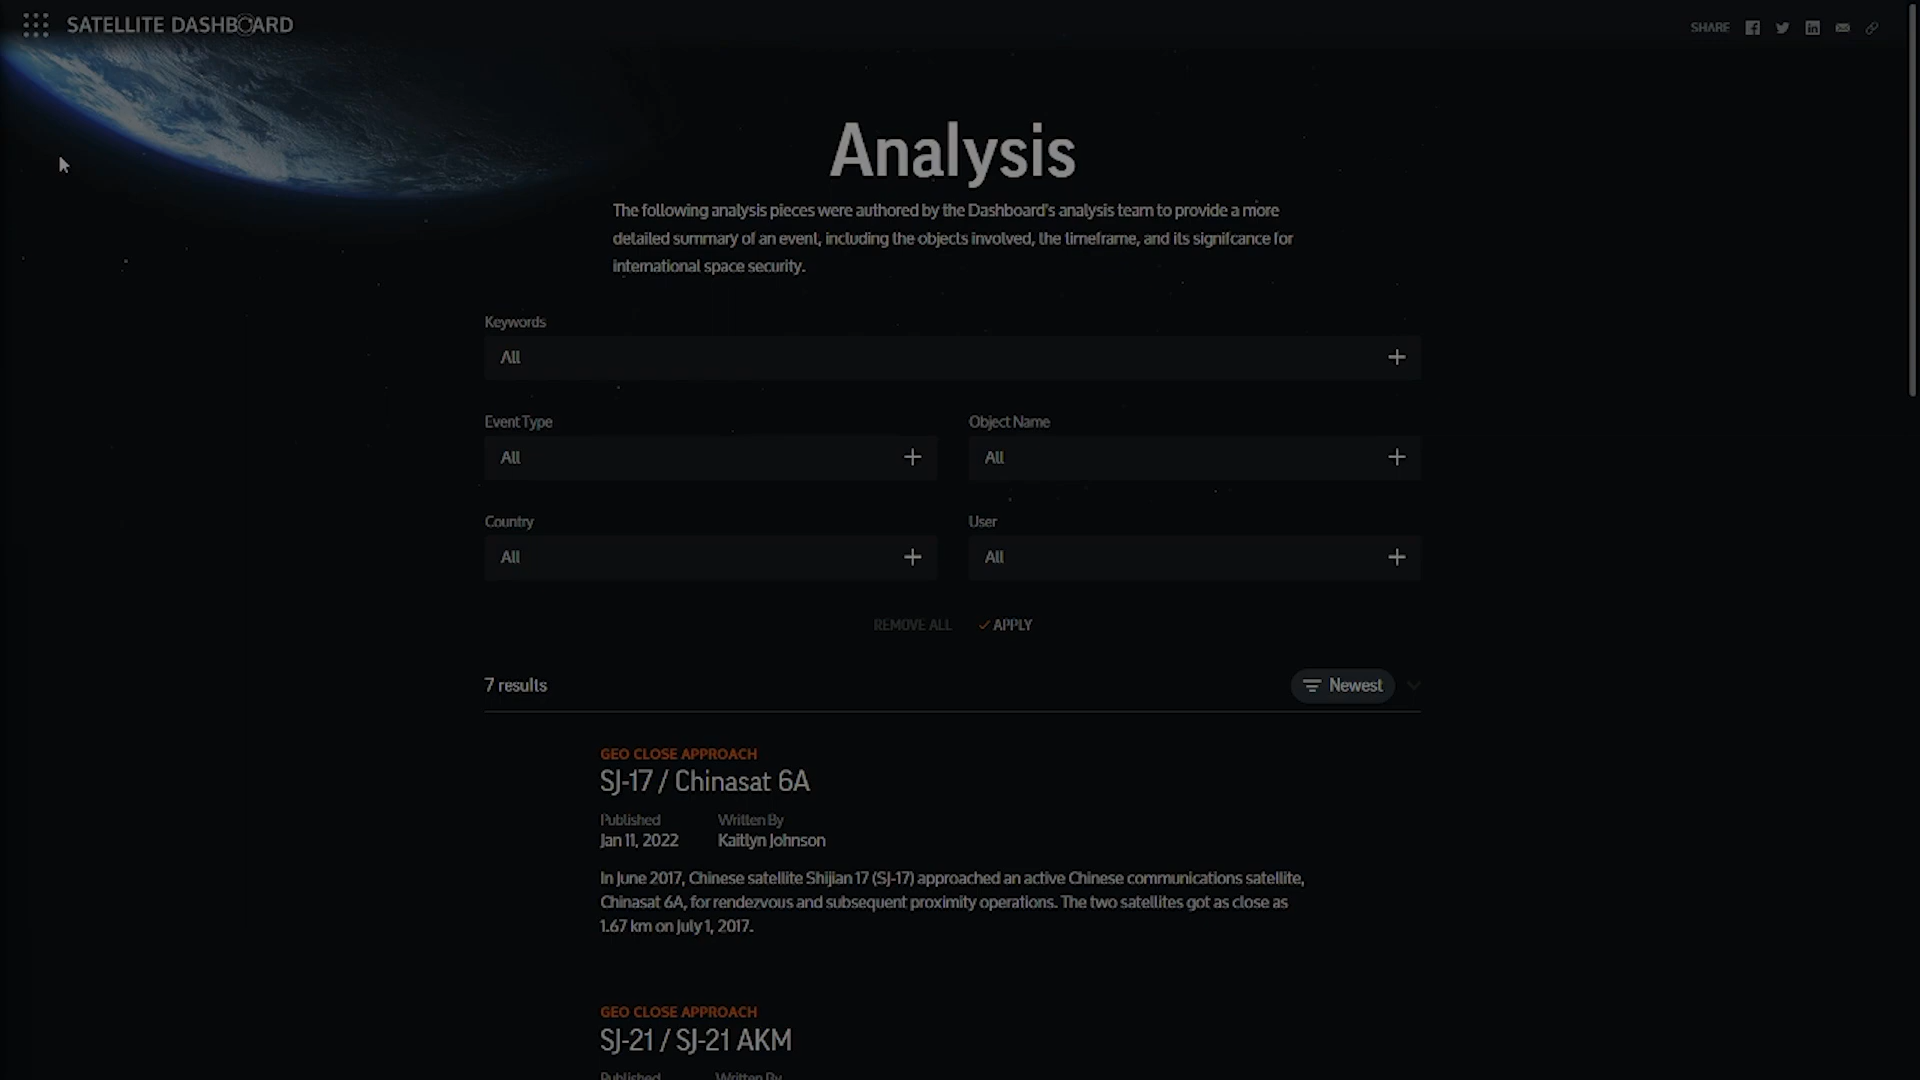 SATELLITE DASHBOARD
SHARE
Analysis
The following analysis pieces were authored by the Dashboard's analysis team to provide a more
detailed summary of an event, including the objects involved, the timeframe, and its signifcance for
international space security.
Keywords
All
Event Type
Object Name
All
All
Country
User
All
All
REMOVE ALL
APPLY
7 results
Newest
GEO CLOSE APPROACH
SJ-17 / Chinasat 6A
Published
Written By
Jan 11, 2022
Kaitlyn Johnson
In June 2017, Chinese satellite Shijian 17 (SJ-17) approached an active Chinese communications satellite,
Chinasat 6A, for rendezvous and subsequent proximity operations. The two satellites got as close as
1.67 km on July 1, 2017.
GEO CLOSE APPROACH
SJ-21 / SJ-21 AKM
Published
Written By